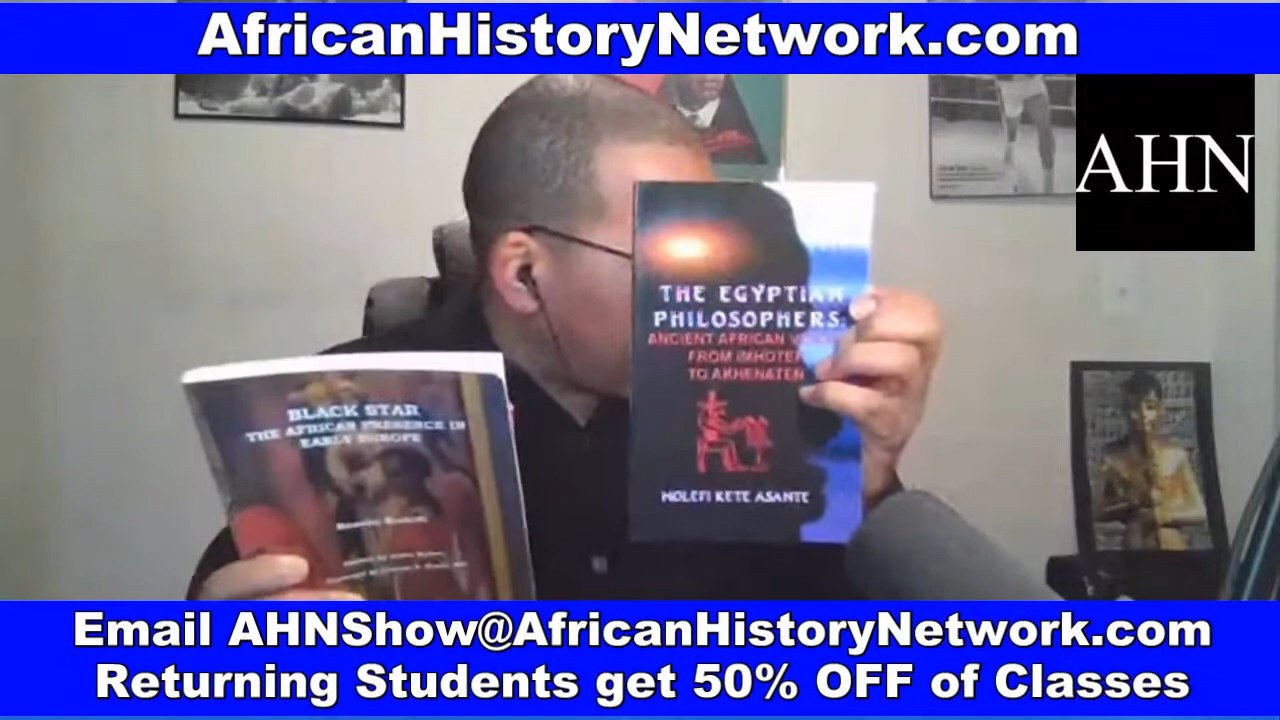 AfricanHistoryNetwork.com
AHN
THE EGYPTIAN
PHILOSOPHERS:
ANCIENT AFRICAN
FROM IMHOTEP
TO AKHENATEN
MOLEFI KETE ASANTE
BLACK STAR
THE AFRICAN PRESENCE IN
EARLY EUROPE
Email AHNShow@AfricanHistoryNetwork.com
Returning Students get 50% OFF of Classes